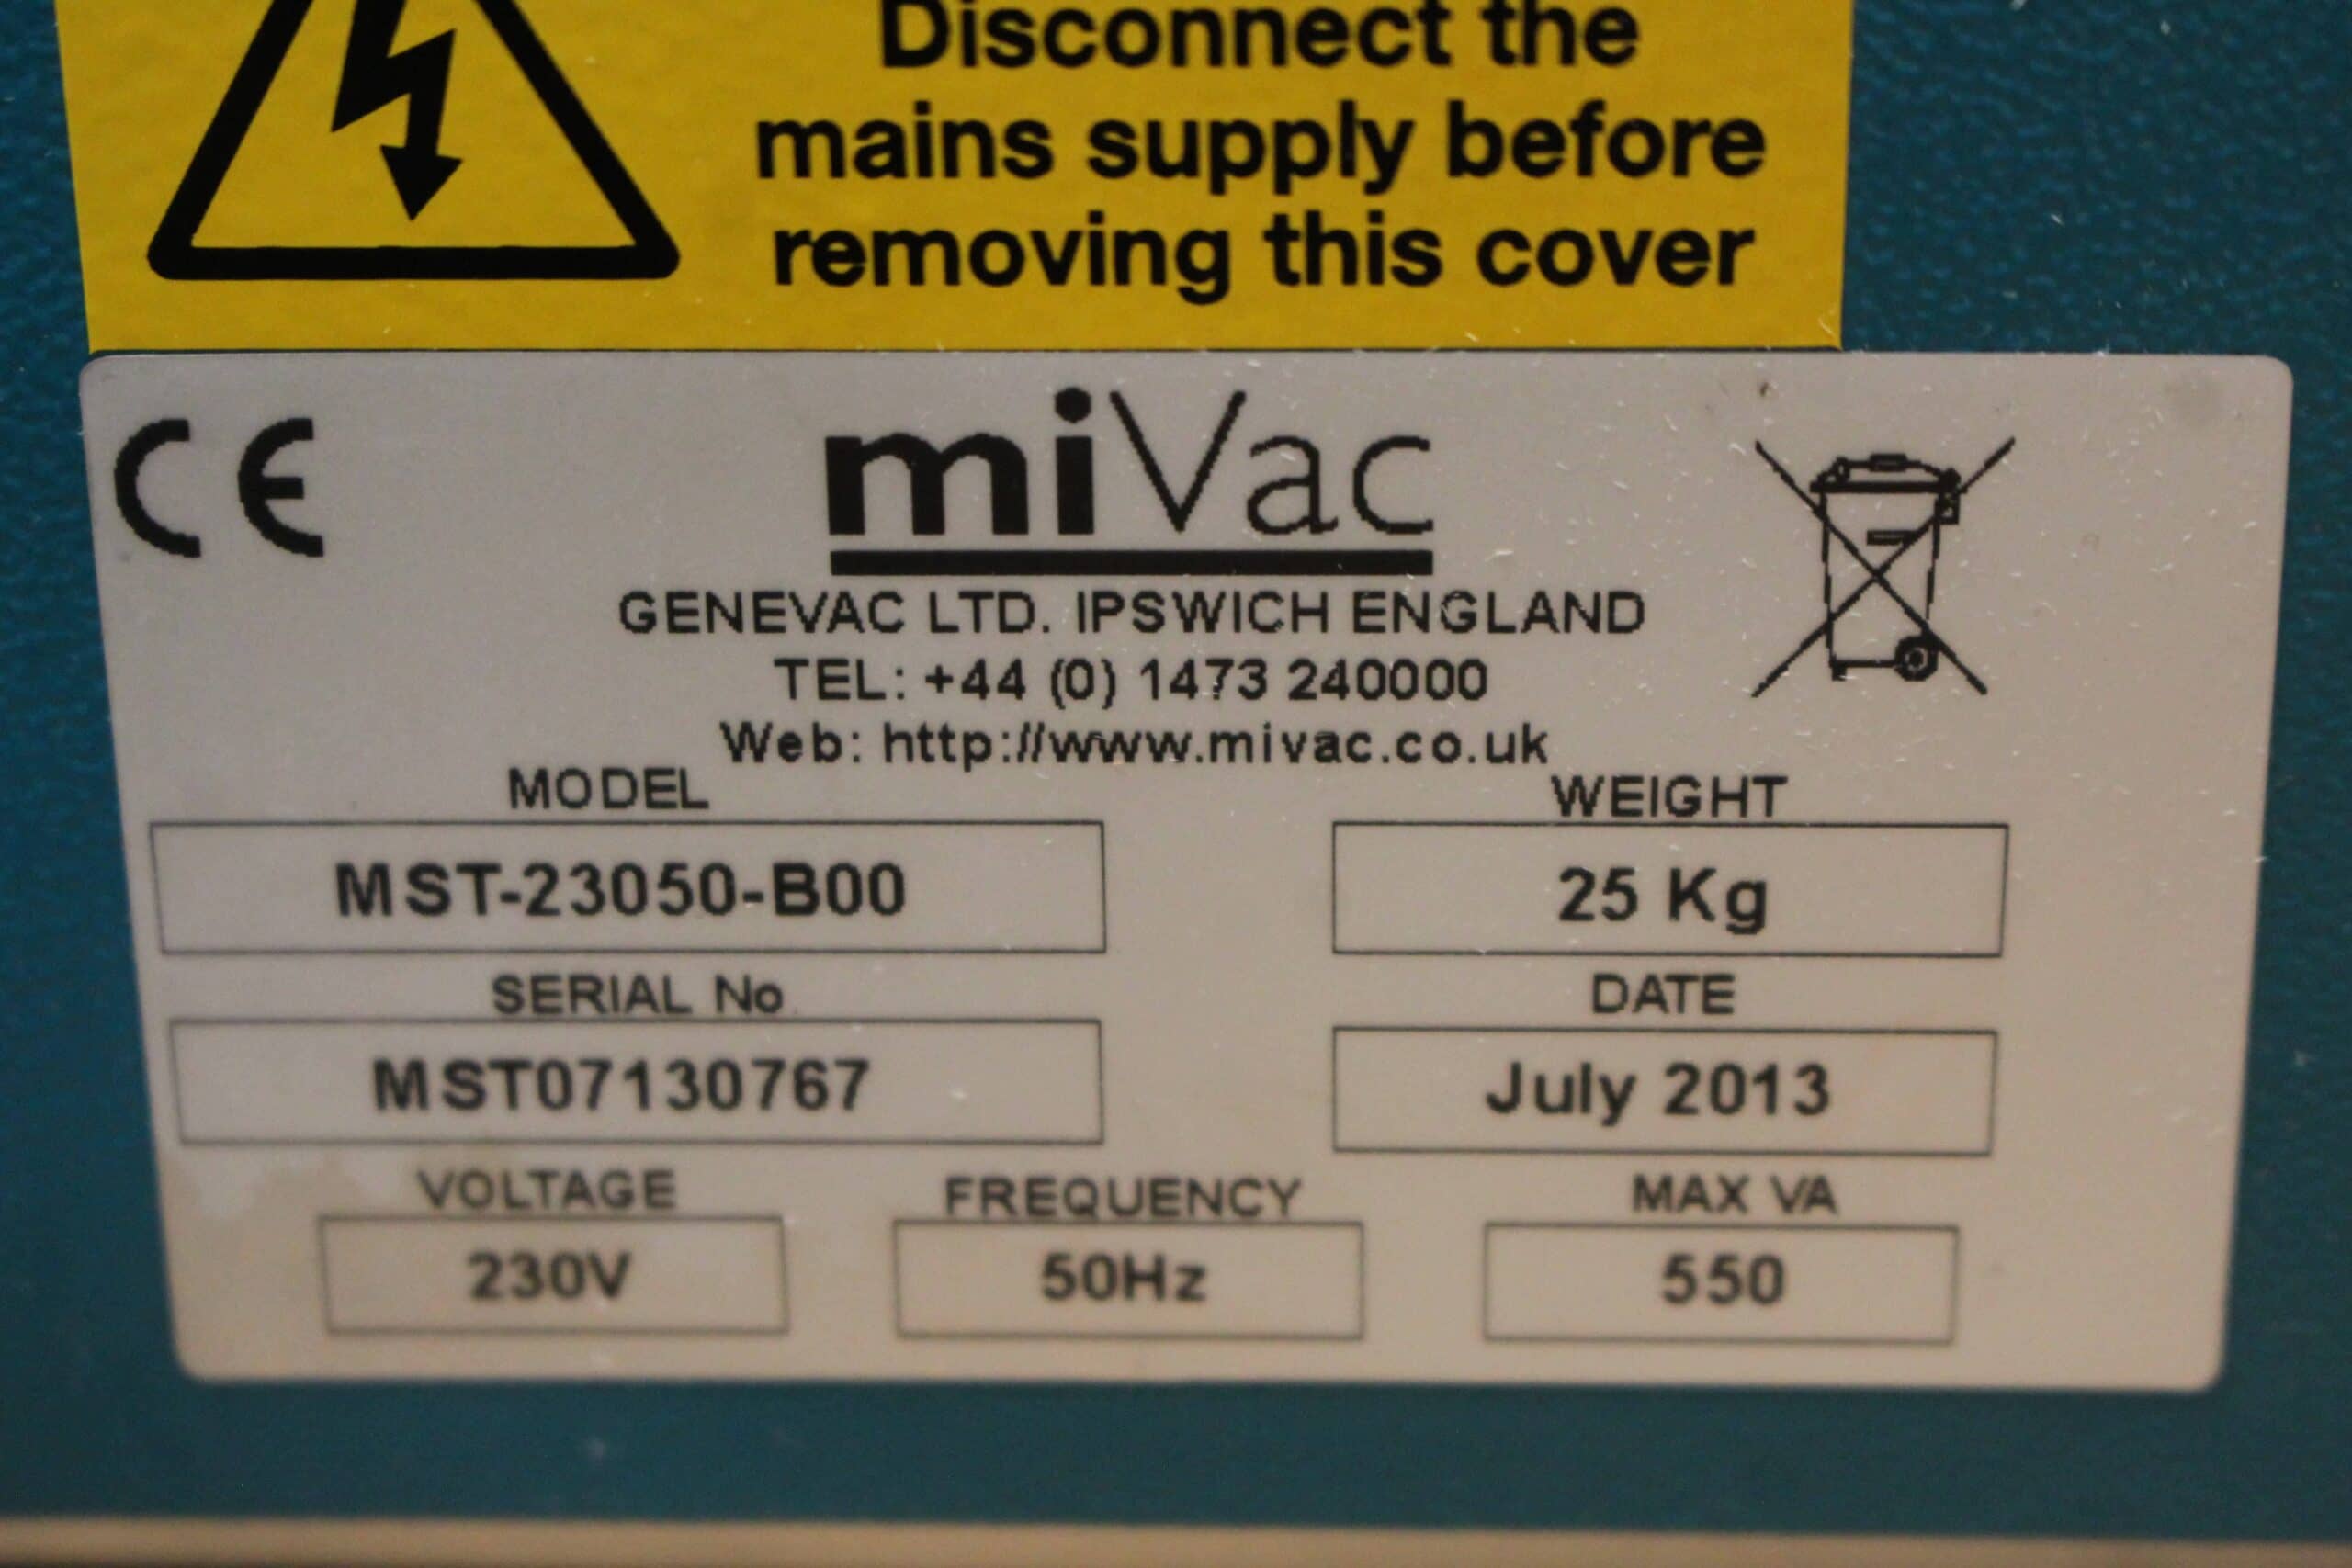 Disconnect the
mains supply before
removing this cover
CE
miVac
GENEVAC LTD. IPSWICH ENGLAND
TEL: +44 (0) 1473 240000
Web: http://www.mivac.co.uk
MODEL
WEIGHT
MST-23050-B00
25 Kg
SERIAL No
DATE
MST07130767
July 2013
VOLTAGE
FREQUENCY
MAX VA
230V
50Hz
550